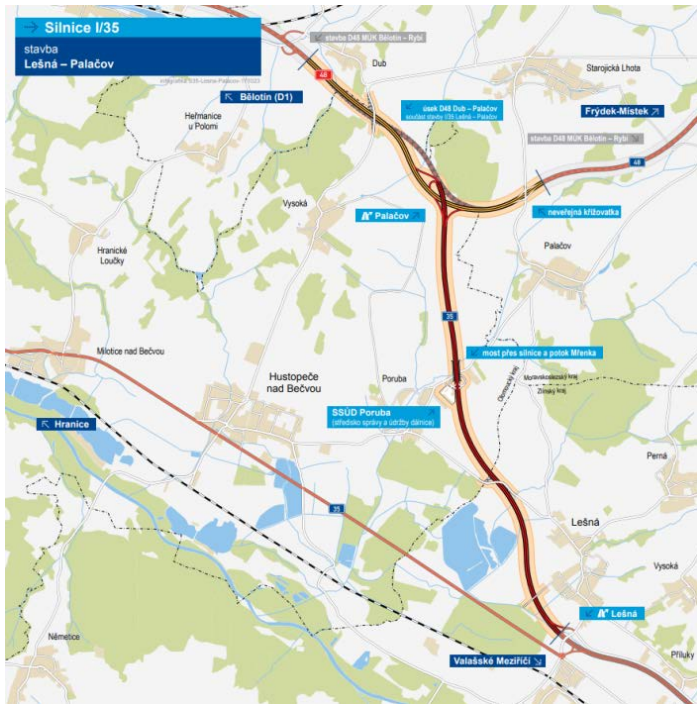 → Silnice I/35
stavba
Lešná – Palačov
stavba D48 MÚK Bělotín – Rybí
Dub
Starojická Lhota
48
Bělotín (D1)
úsek D48 Dub – Palačov
součást stavby I/35 Lešná – Palačov
Frýdek-Místek
Heřmanice
u Polomi
stavba D48 MÚK Bělotín – Rybí
48
Vysoká
Palačov
neveřejná křižovatka
Hranické
Loučky
Palačov
35
Milotice nad Bečvou
most přes silnice a potok Mřenka
Hustopeče
nad Bečvou
Poruba
Olomoucký kraj
Moravskoslezský kraj
Zlínský kraj
SSÚD Poruba
(středisko správy a údržby dálnice)
Hranice
Perná
35
Lešná
Vysoká
Lešná
Němetice
Valašské Meziříčí
Příluky